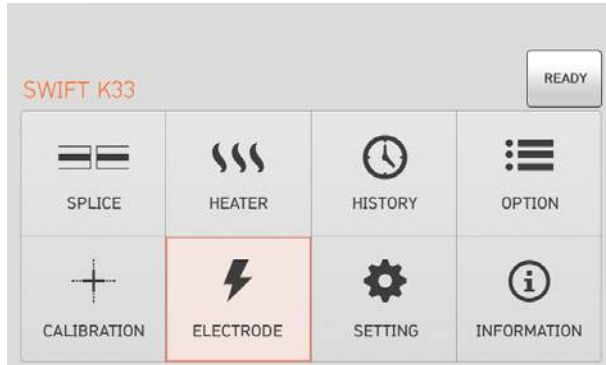 READY
SWIFT K33
SPLICE HEATER HISTORY OPTION
CALIBRATION ELECTRODE SETTING INFORMATION